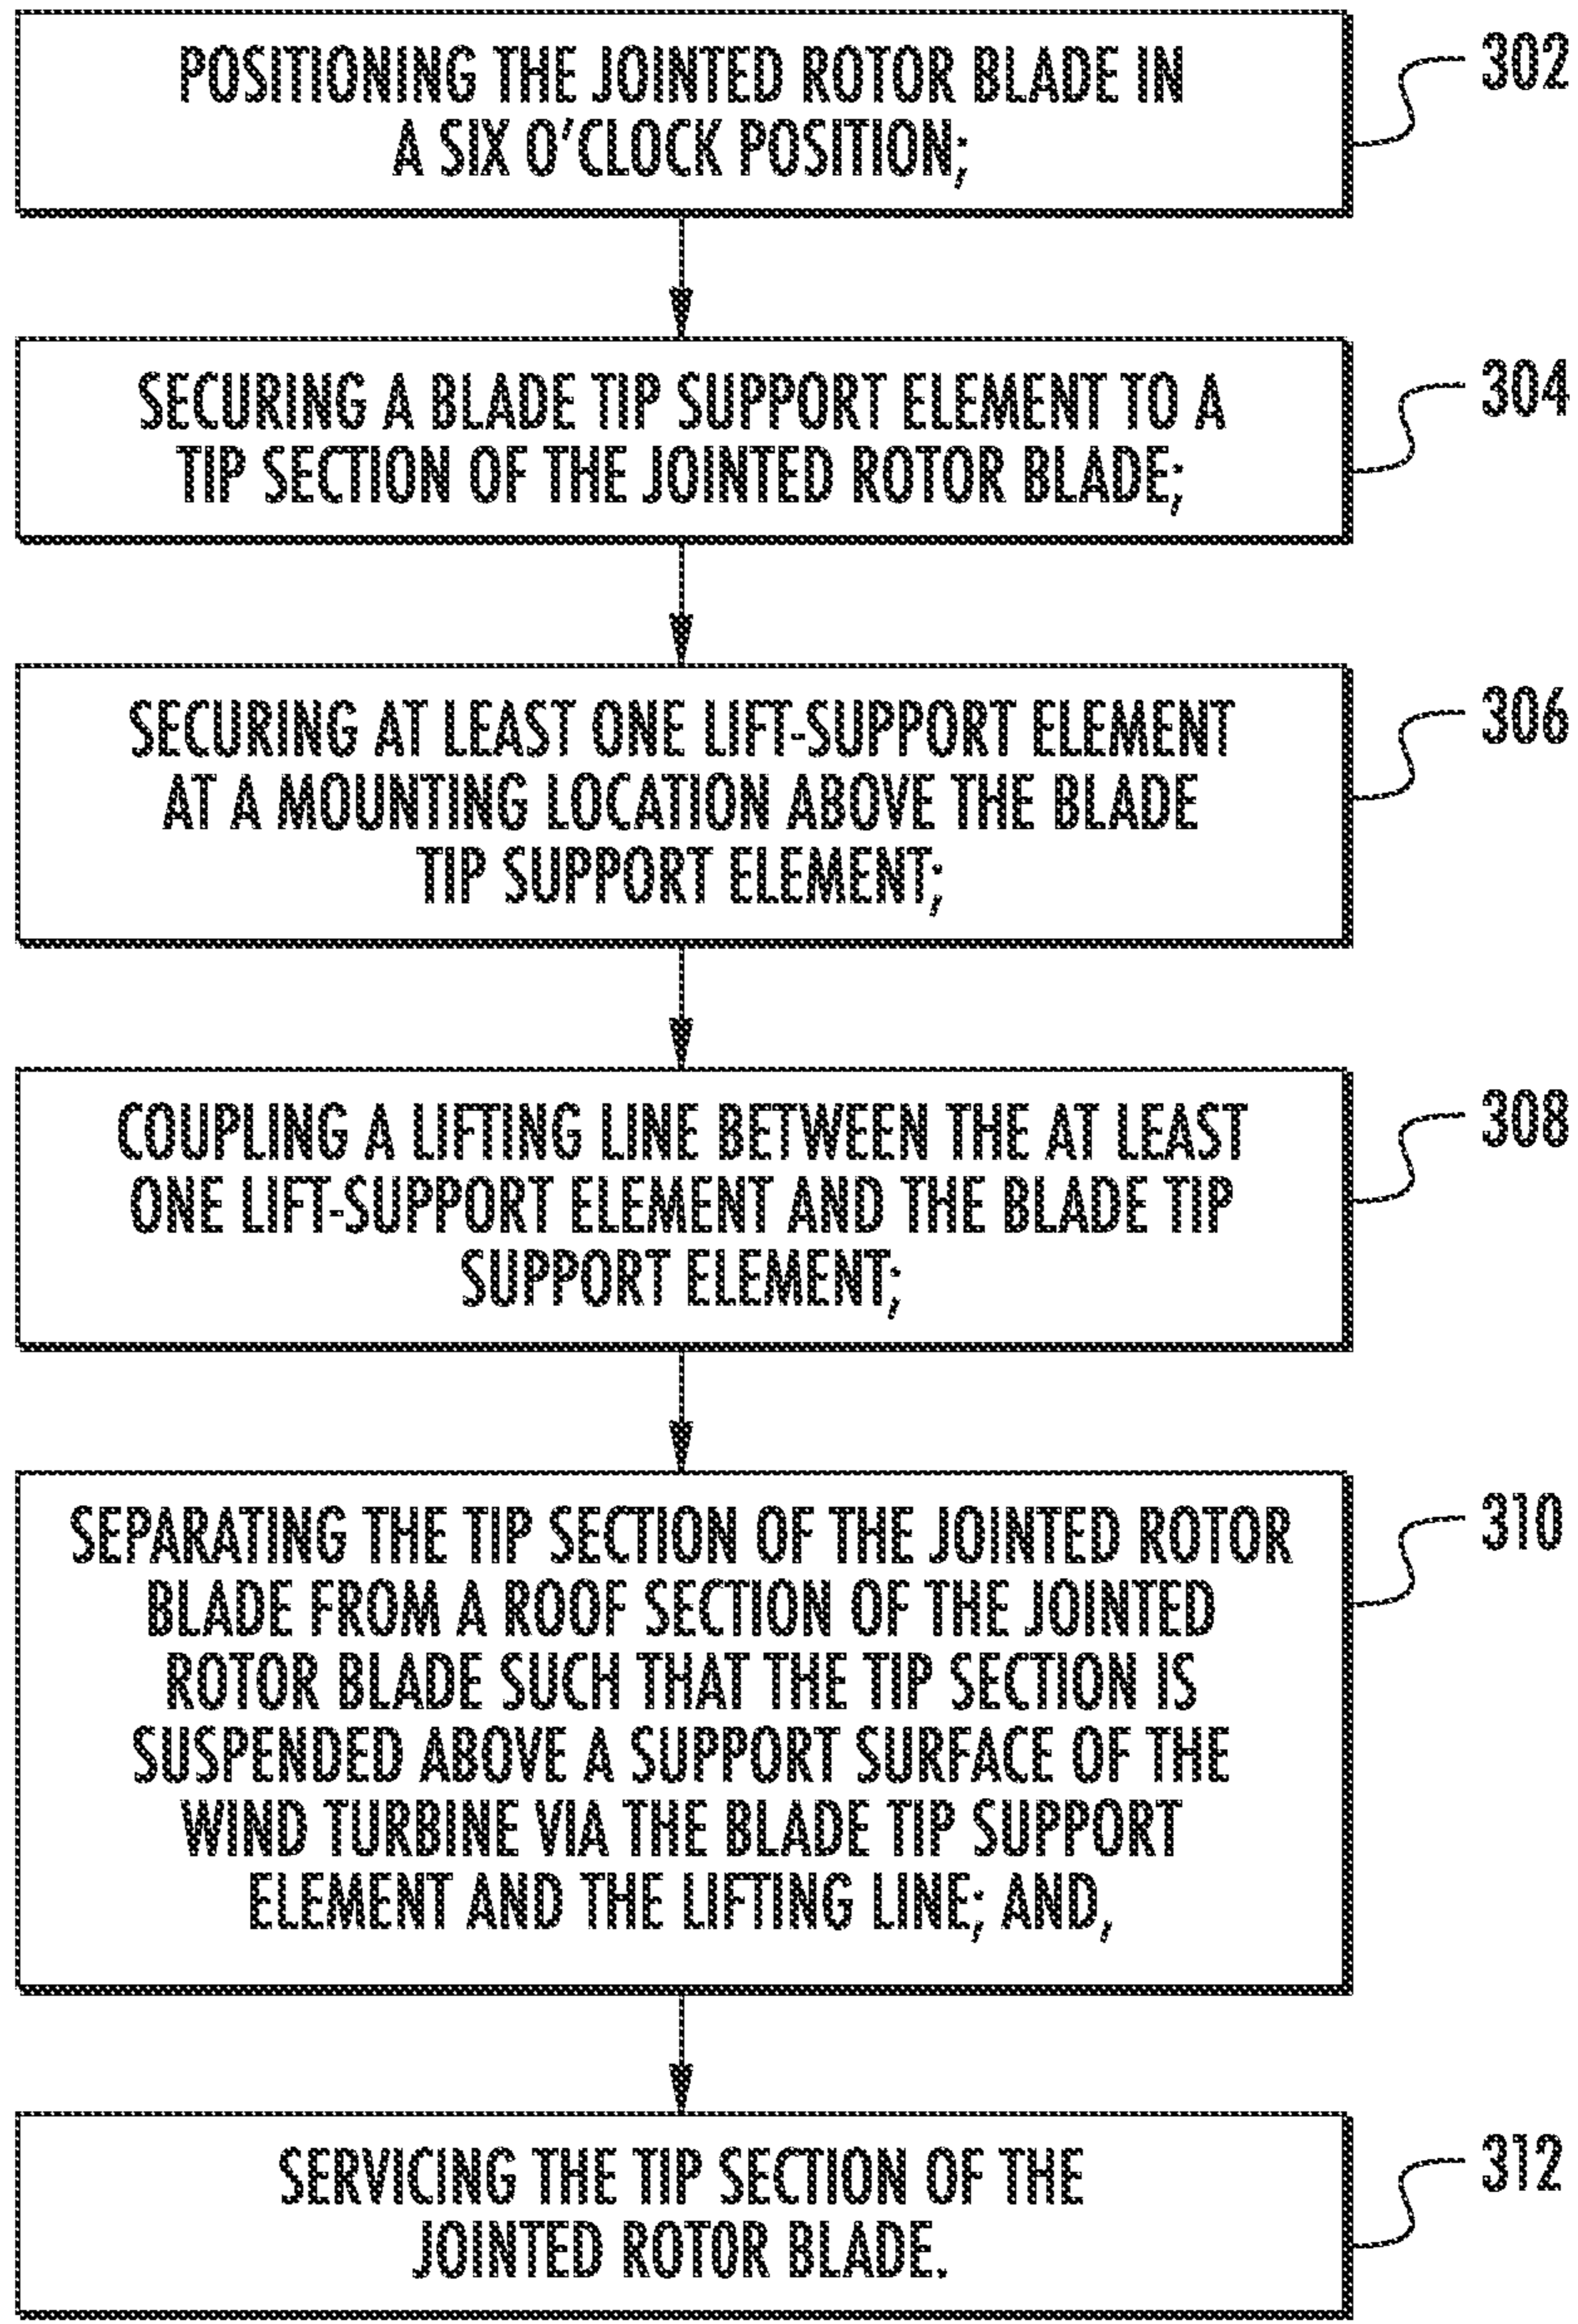 POSITIONING THE JOINTED ROTOR BLADE IN
A SIX O'CLOCK POSITION;
302
SECURING A BLADE TIP SUPPORT ELEMENT TO A
TIP SECTION OF THE JOINTED ROTOR BLADE;
304
SECURING AT LEAST ONE LIFT-SUPPORT ELEMENT
AT A MOUNTING LOCATION ABOVE THE BLADE
TIP SUPPORT ELEMENT;
306
COUPLING A LIFTING LINE BETWEEN THE AT LEAST
ONE LIFT-SUPPORT ELEMENT AND THE BLADE TIP
SUPPORT ELEMENT;
308
SEPARATING THE TIP SECTION OF THE JOINTED ROTOR
BLADE FROM A ROOF SECTION OF THE JOINTED
ROTOR BLADE SUCH THAT THE TIP SECTION IS
SUSPENDED ABOVE A SUPPORT SURFACE OF THE
WIND TURBINE VIA THE BLADE TIP SUPPORT
ELEMENT AND THE LIFTING LINE; AND,
310
SERVICING THE TIP SECTION OF THE
JOINTED ROTOR BLADE.
312